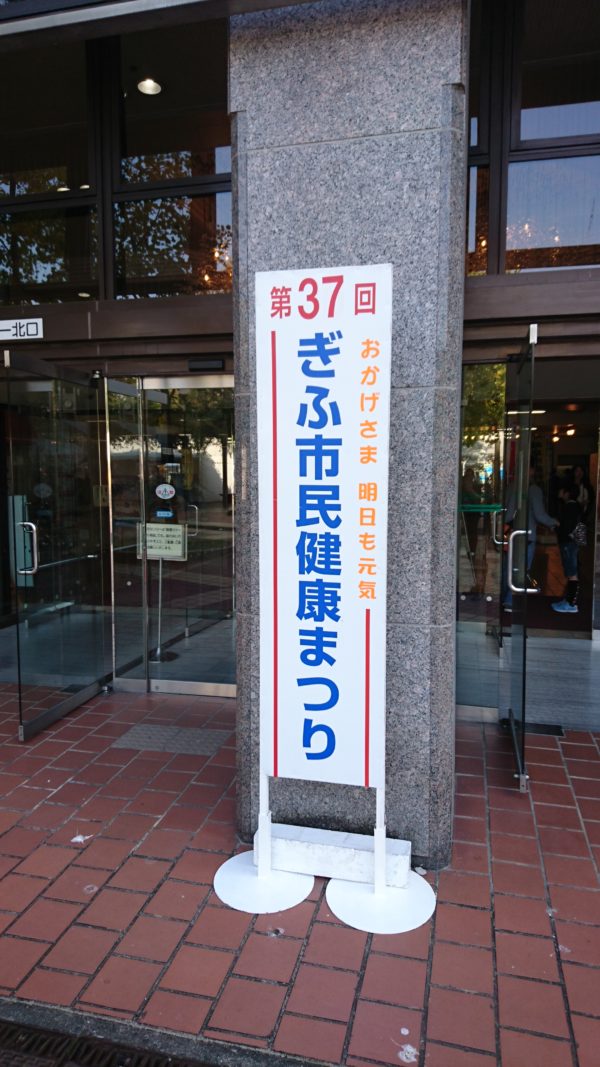 第37回
ぎふ市民健康まつり
おかげさま 明日も元気
ー北口